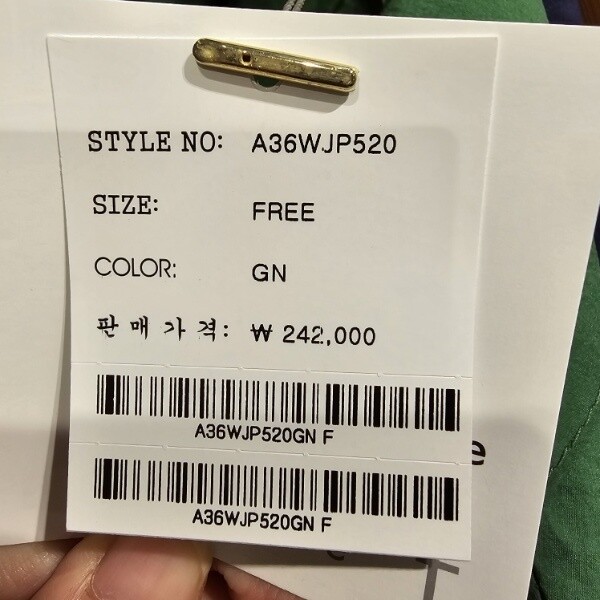 STYLE NO: A36WJP520
SIZE: FREE
COLOR: GN
판매가격: ₩ 242,000
A36WJP520GN F
A36WJP520GN F
e